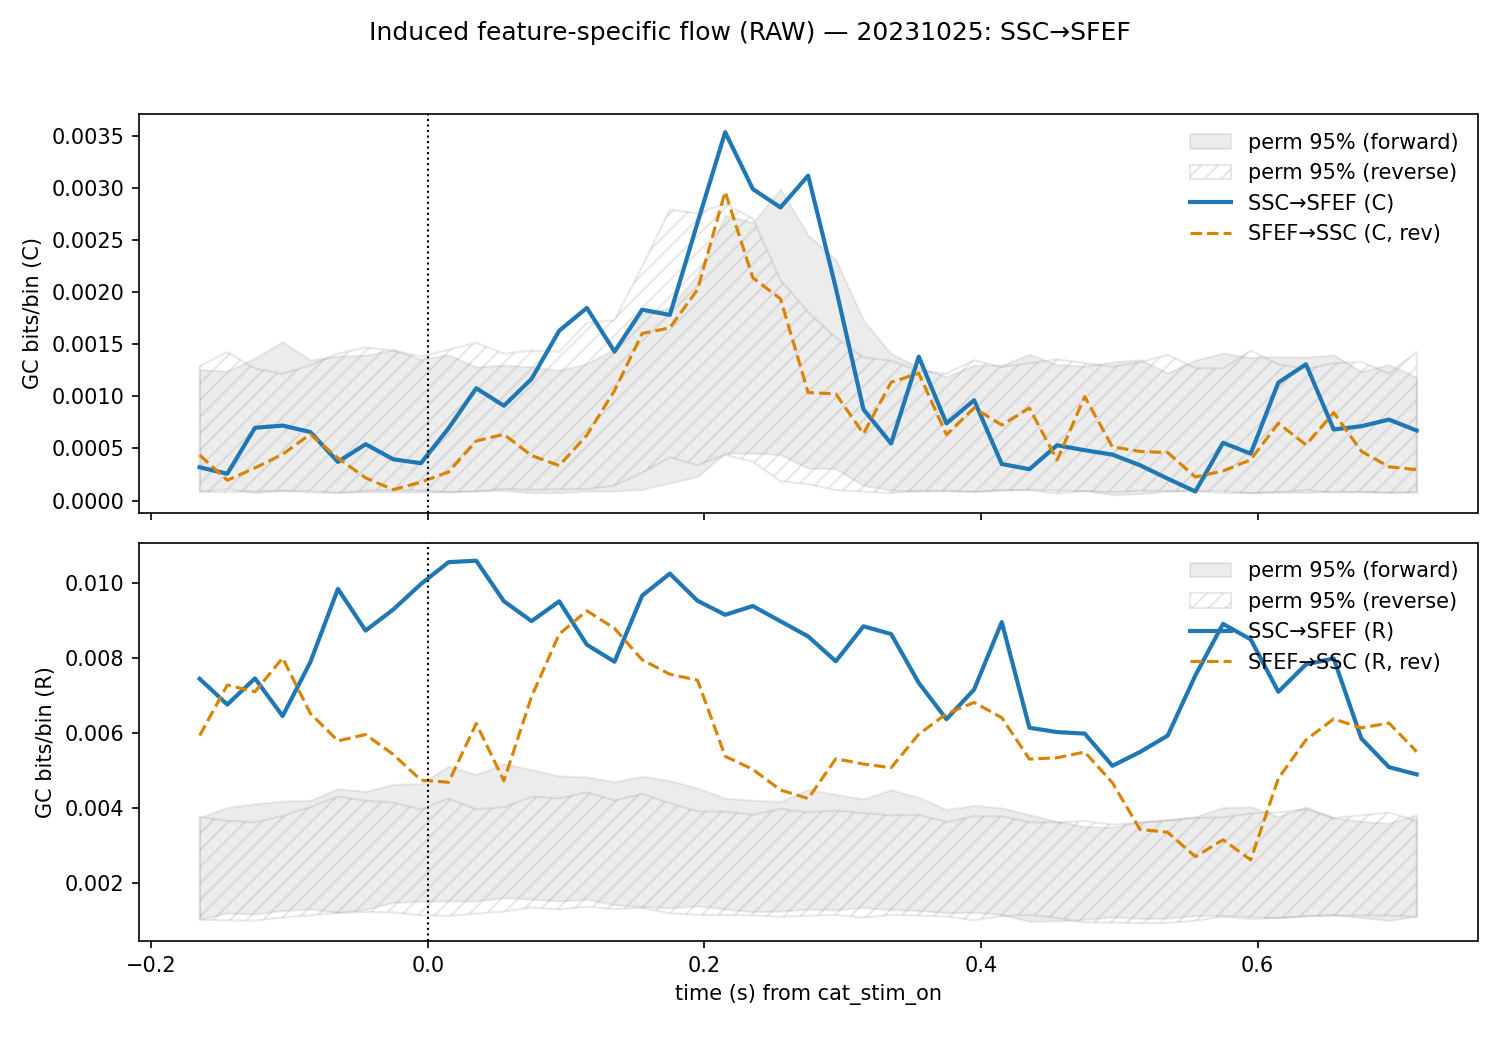 Induced feature-specific flow (RAW) — 20231025: SSC→SFEF
GC bits/bin (C)
0.0035
0.0030
0.0025
0.0020
0.0015
0.0010
0.0005
0.0000
perm 95% (forward)
perm 95% (reverse)
SSC→SFEF (C)
SFEF→SSC (C, rev)
GC bits/bin (R)
0.010
0.008
0.006
0.004
0.002
perm 95% (forward)
perm 95% (reverse)
SSC→SFEF (R)
SFEF→SSC (R, rev)
−0.2 0.0 0.2 0.4 0.6
time (s) from cat_stim_on